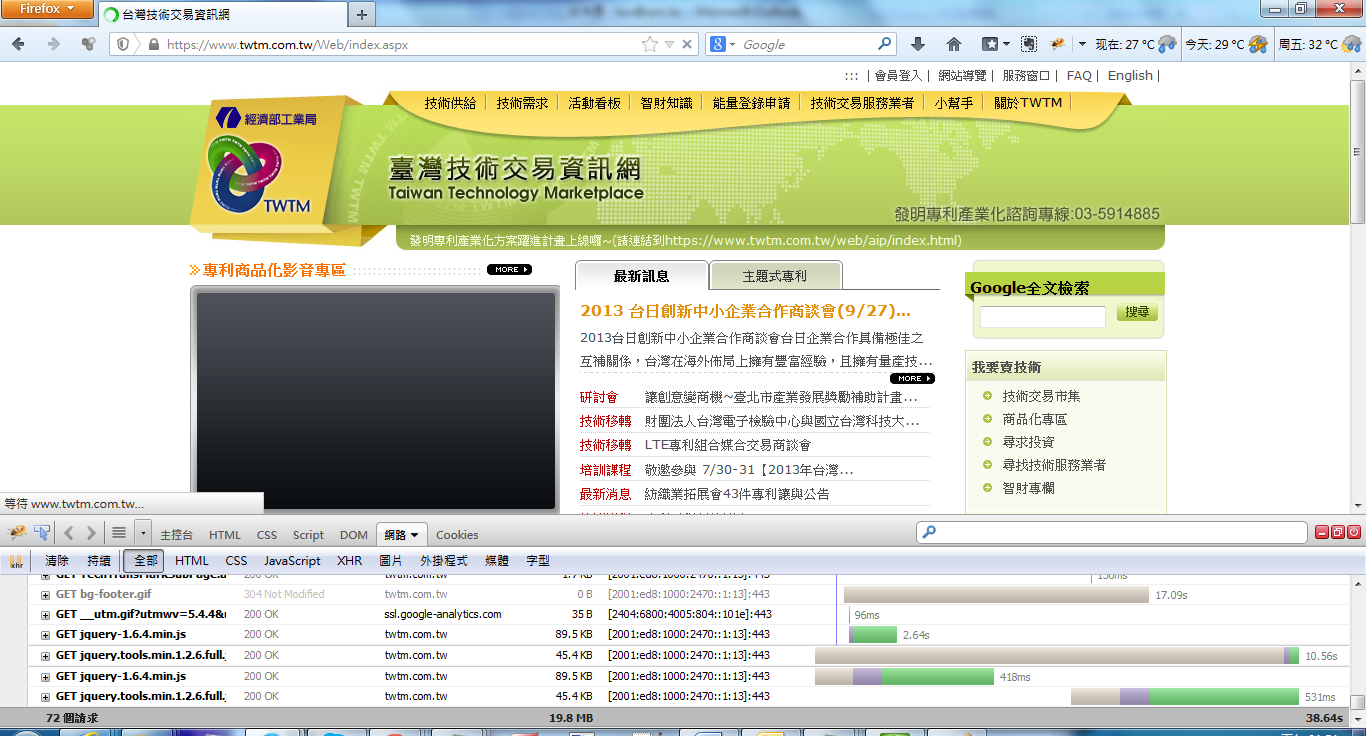 Firefox
台灣技術交易資訊網
https://www.twtm.com.tw/Web/index.aspx
Google
现在: 27 °C
今天: 29 °C
周五: 32 °C
::: | 會員登入 | 網站導覽 | 服務窗口 | FAQ | English |
技術供給 | 技術需求 | 活動看板 | 智財知識 | 能量登錄申請 | 技術交易服務業者 | 小幫手 | 關於TWTM
經濟部工業局
TWTM
臺灣技術交易資訊網
Taiwan Technology Marketplace
發明專利產業化諮詢專線:03-5914885
發明專利產業化方案躍進計畫上線囉~(請連結到https://www.twtm.com.tw/web/aip/index.html)
專利商品化影音專區
MORE
最新訊息
主題式專利
2013 台日創新中小企業合作商談會(9/27)...
2013台日創新中小企業合作商談會台日企業合作具備極佳之
互補關係，台灣在海外佈局上擁有豐富經驗，且擁有量產技...
MORE
研討會 讓創意變商機~臺北市產業發展獎勵補助計畫...
技術移轉 財團法人台灣電子檢驗中心與國立台灣科技大...
技術移轉 LTE專利組合媒合交易商談會
培訓課程 敬邀參與 7/30-31【2013年台灣...
最新消息 紡織業拓展會43件專利讓與公告
Google全文檢索
搜尋
我要賣技術
技術交易市集
商品化專區
尋求投資
尋找技術服務業者
智財專欄
等待 www.twtm.com.tw...
主控台 HTML CSS Script DOM 網路 Cookies
清除 持續 全部 HTML CSS JavaScript XHR 圖片 外掛程式 媒體 字型
200 OK twtm.com.tw 1.7 KB [2001:ed8:1000:2470::1:13]:443 150ms
GET bg-footer.gif 304 Not Modified twtm.com.tw 0 B [2001:ed8:1000:2470::1:13]:443 17.09s
GET __utm.gif?utmwv=5.4.4&u 200 OK ssl.google-analytics.com 35 B [2404:6800:4005:804::101e]:443 96ms
GET jquery-1.6.4.min.js 200 OK twtm.com.tw 89.5 KB [2001:ed8:1000:2470::1:13]:443 2.64s
GET jquery.tools.min.1.2.6.full.j 200 OK twtm.com.tw 45.4 KB [2001:ed8:1000:2470::1:13]:443 10.56s
GET jquery-1.6.4.min.js 200 OK twtm.com.tw 89.5 KB [2001:ed8:1000:2470::1:13]:443 418ms
GET jquery.tools.min.1.2.6.full.j 200 OK twtm.com.tw 45.4 KB [2001:ed8:1000:2470::1:13]:443 531ms
72 個請求 19.8 MB 38.64s